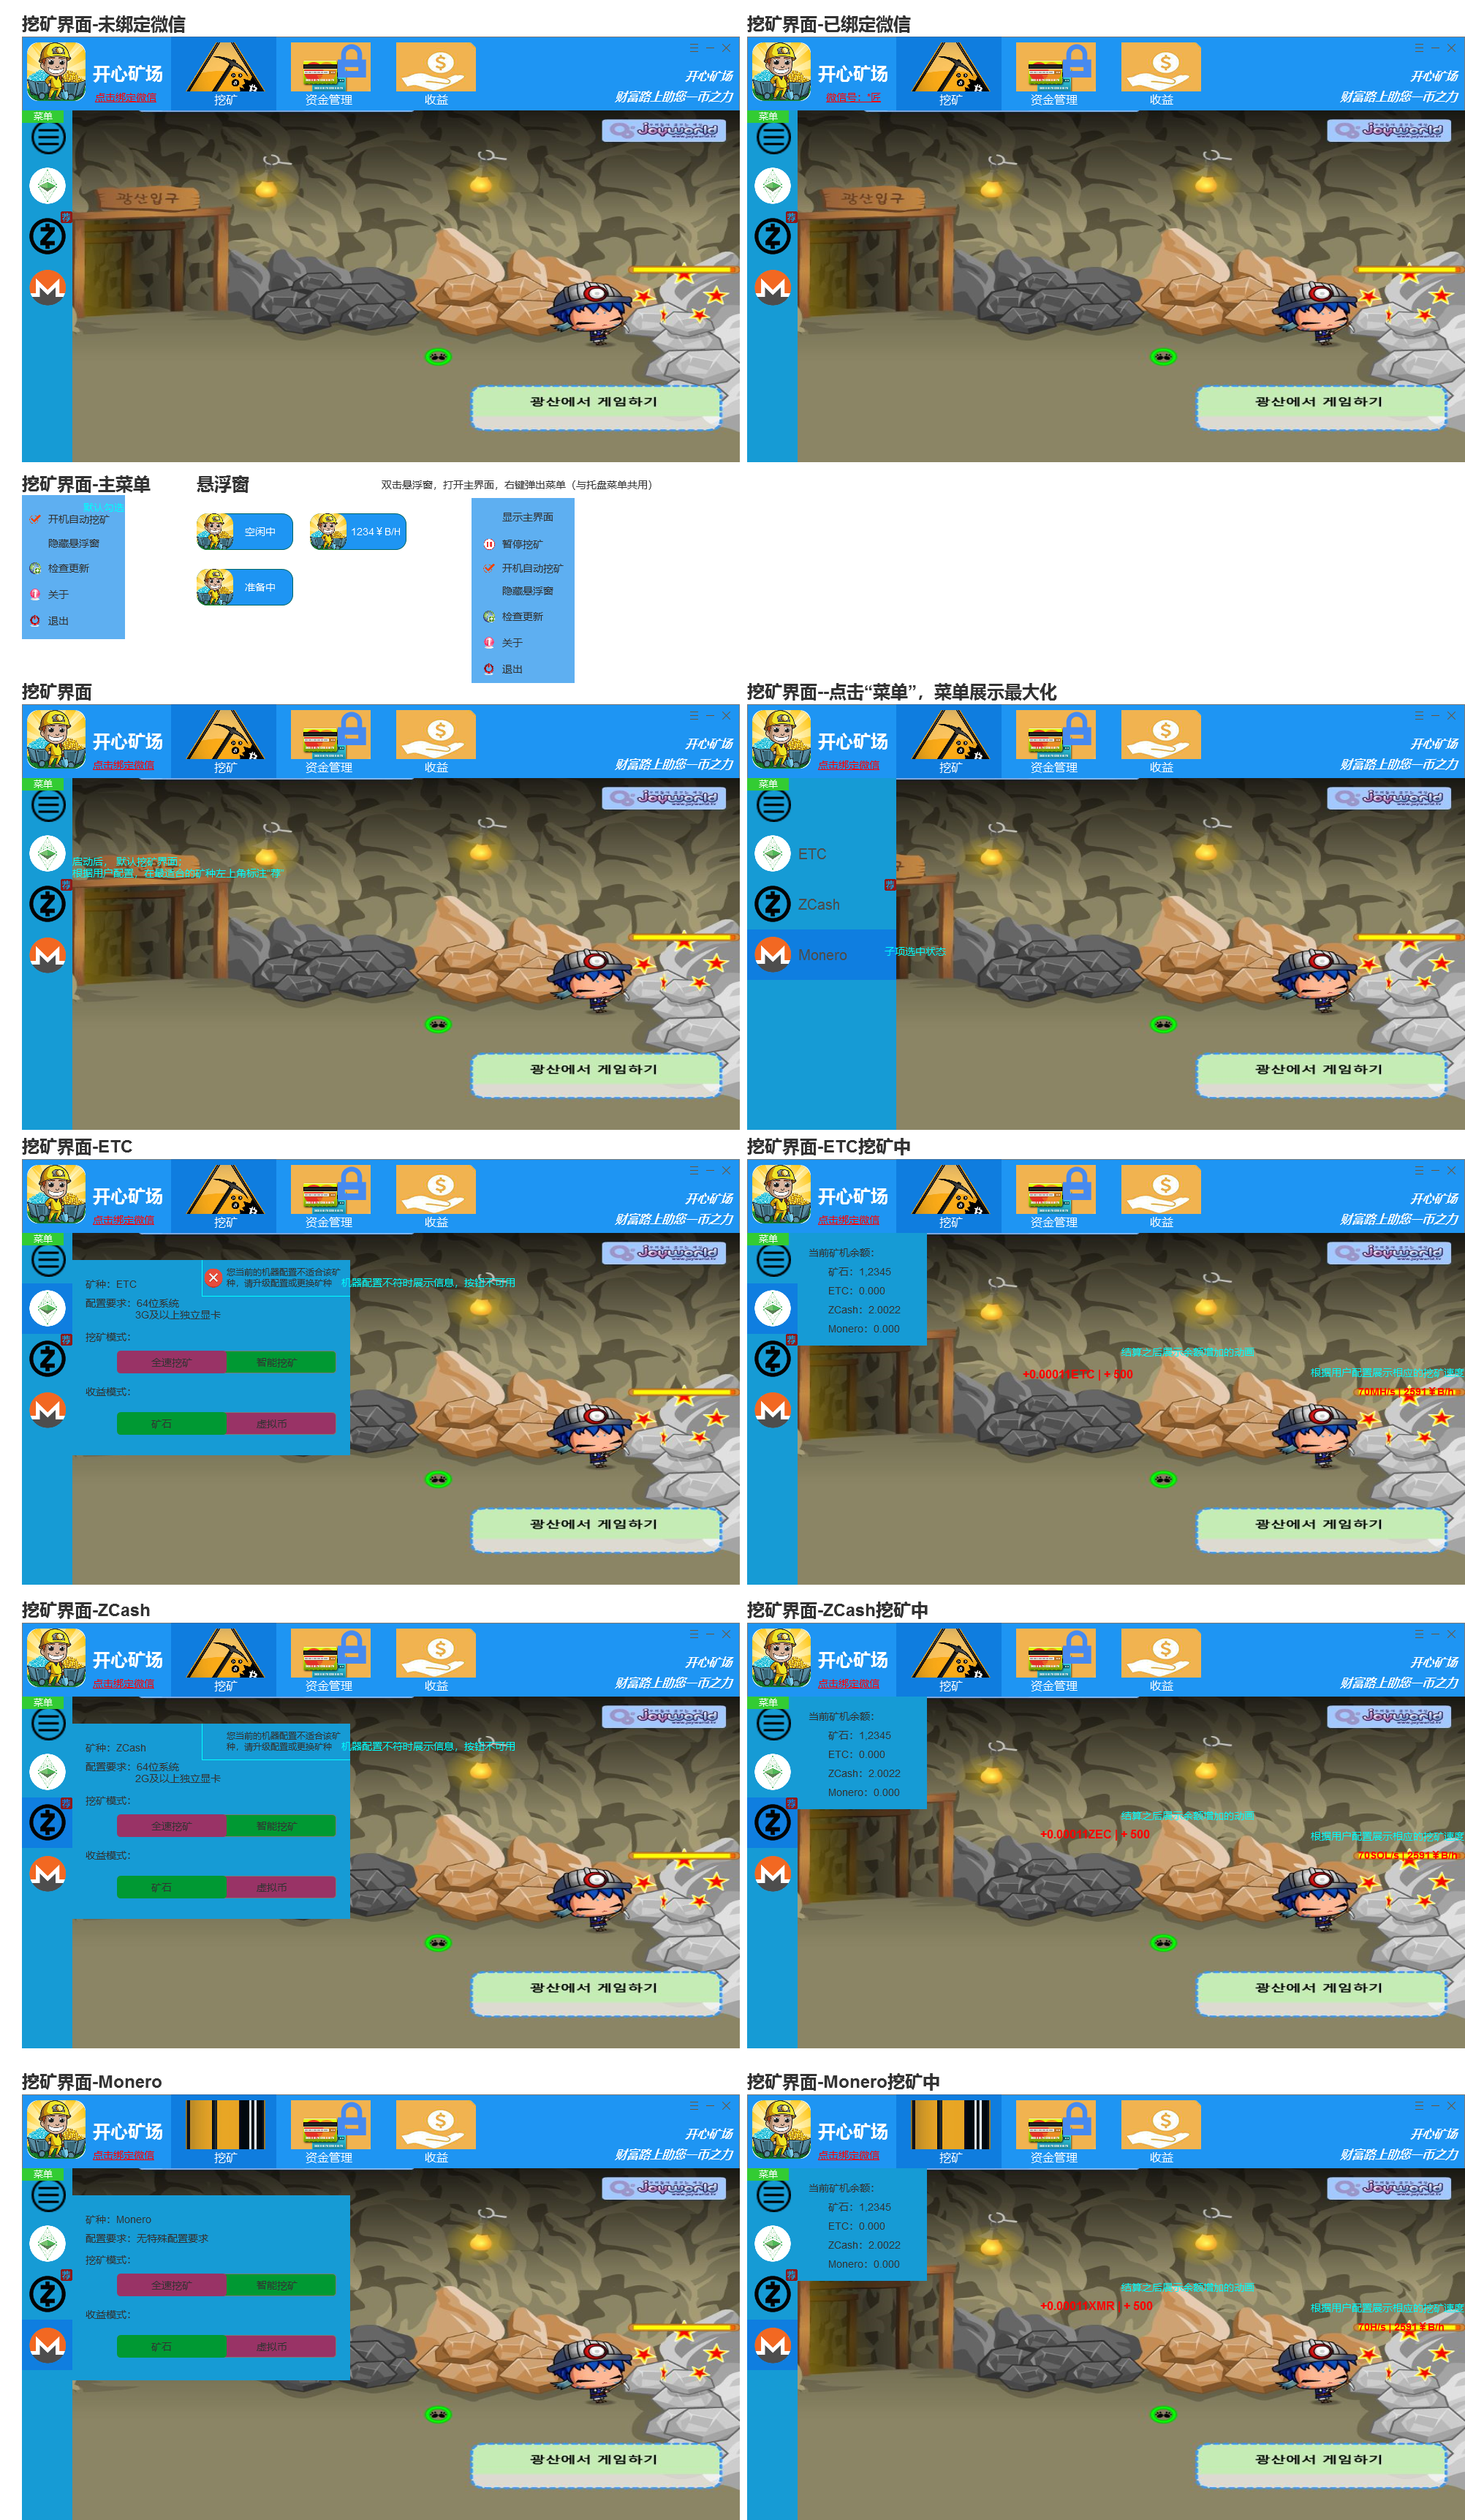 挖矿界面-未绑定微信
开心矿场
点击绑定微信
挖矿
资金管理
收益
开心矿场
财富路上助您一币之力
菜单
Joyworld
광산입구
荐
광산에서 게임하기
挖矿界面-已绑定微信
开心矿场
微信号：*匠
挖矿
资金管理
收益
开心矿场
财富路上助您一币之力
菜单
Joyworld
광산입구
荐
광산에서 게임하기
挖矿界面-主菜单
默认勾选
开机自动挖矿
隐藏悬浮窗
检查更新
关于
退出
悬浮窗
双击悬浮窗，打开主界面，右键弹出菜单（与托盘菜单共用）
空闲中
1234￥B/H
准备中
显示主界面
暂停挖矿
开机自动挖矿
隐藏悬浮窗
检查更新
关于
退出
挖矿界面
开心矿场
点击绑定微信
挖矿
资金管理
收益
开心矿场
财富路上助您一币之力
菜单
Joyworld
启动后，默认挖矿界面；
根据用户配置，在最适合的矿种左上角标注“荐
荐
광산에서 게임하기
挖矿界面--点击“菜单”，菜单展示最大化
开心矿场
点击绑定微信
挖矿
资金管理
收益
开心矿场
财富路上助您一币之力
菜单
Joyworld
ETC
荐
ZCash
Monero
子项选中状态
광산에서 게임하기
挖矿界面-ETC
开心矿场
点击绑定微信
挖矿
资金管理
收益
开心矿场
财富路上助您一币之力
菜单
Joyworld
您当前的机器配置不适合该矿
种，请升级配置或更换矿种
机器配置不符时展示信息，按钮不可用
矿种：ETC
配置要求：64位系统
3G及以上独立显卡
挖矿模式：
全速挖矿
智能挖矿
收益模式：
矿石
虚拟币
荐
광산에서 게임하기
挖矿界面-ETC挖矿中
开心矿场
点击绑定微信
挖矿
资金管理
收益
开心矿场
财富路上助您一币之力
菜单
Joyworld
当前矿机余额：
矿石：1,2345
ETC：0.000
ZCash：2.0022
Monero：0.000
荐
结算之后展示余额增加的动画
+0.00011ETC | + 500
根据用户配置展示相应的挖矿速度
70MH/s | 2591￥B/h
광산에서 게임하기
挖矿界面-ZCash
开心矿场
点击绑定微信
挖矿
资金管理
收益
开心矿场
财富路上助您一币之力
菜单
Joyworld
您当前的机器配置不适合该矿
种，请升级配置或更换矿种
机器配置不符时展示信息，按钮不可用
矿种：ZCash
配置要求：64位系统
2G及以上独立显卡
挖矿模式：
全速挖矿
智能挖矿
收益模式：
矿石
虚拟币
荐
광산에서 게임하기
挖矿界面-ZCash挖矿中
开心矿场
点击绑定微信
挖矿
资金管理
收益
开心矿场
财富路上助您一币之力
菜单
Joyworld
当前矿机余额：
矿石：1,2345
ETC：0.000
ZCash：2.0022
Monero：0.000
荐
结算之后展示余额增加的动画
+0.00011ZEC | + 500
根据用户配置展示相应的挖矿速度
70SOL/s | 2591￥B/h
광산에서 게임하기
挖矿界面-Monero
开心矿场
点击绑定微信
挖矿
资金管理
收益
开心矿场
财富路上助您一币之力
菜单
Joyworld
矿种：Monero
配置要求：无特殊配置要求
挖矿模式：
全速挖矿
智能挖矿
收益模式：
矿石
虚拟币
荐
광산에서 게임하기
挖矿界面-Monero挖矿中
开心矿场
点击绑定微信
挖矿
资金管理
收益
开心矿场
财富路上助您一币之力
菜单
Joyworld
当前矿机余额：
矿石：1,2345
ETC：0.000
ZCash：2.0022
Monero：0.000
荐
结算之后展示余额增加的动画
+0.00011XMR | + 500
根据用户配置展示相应的挖矿速度
70H/s | 2591￥B/h
광산에서 게임하기